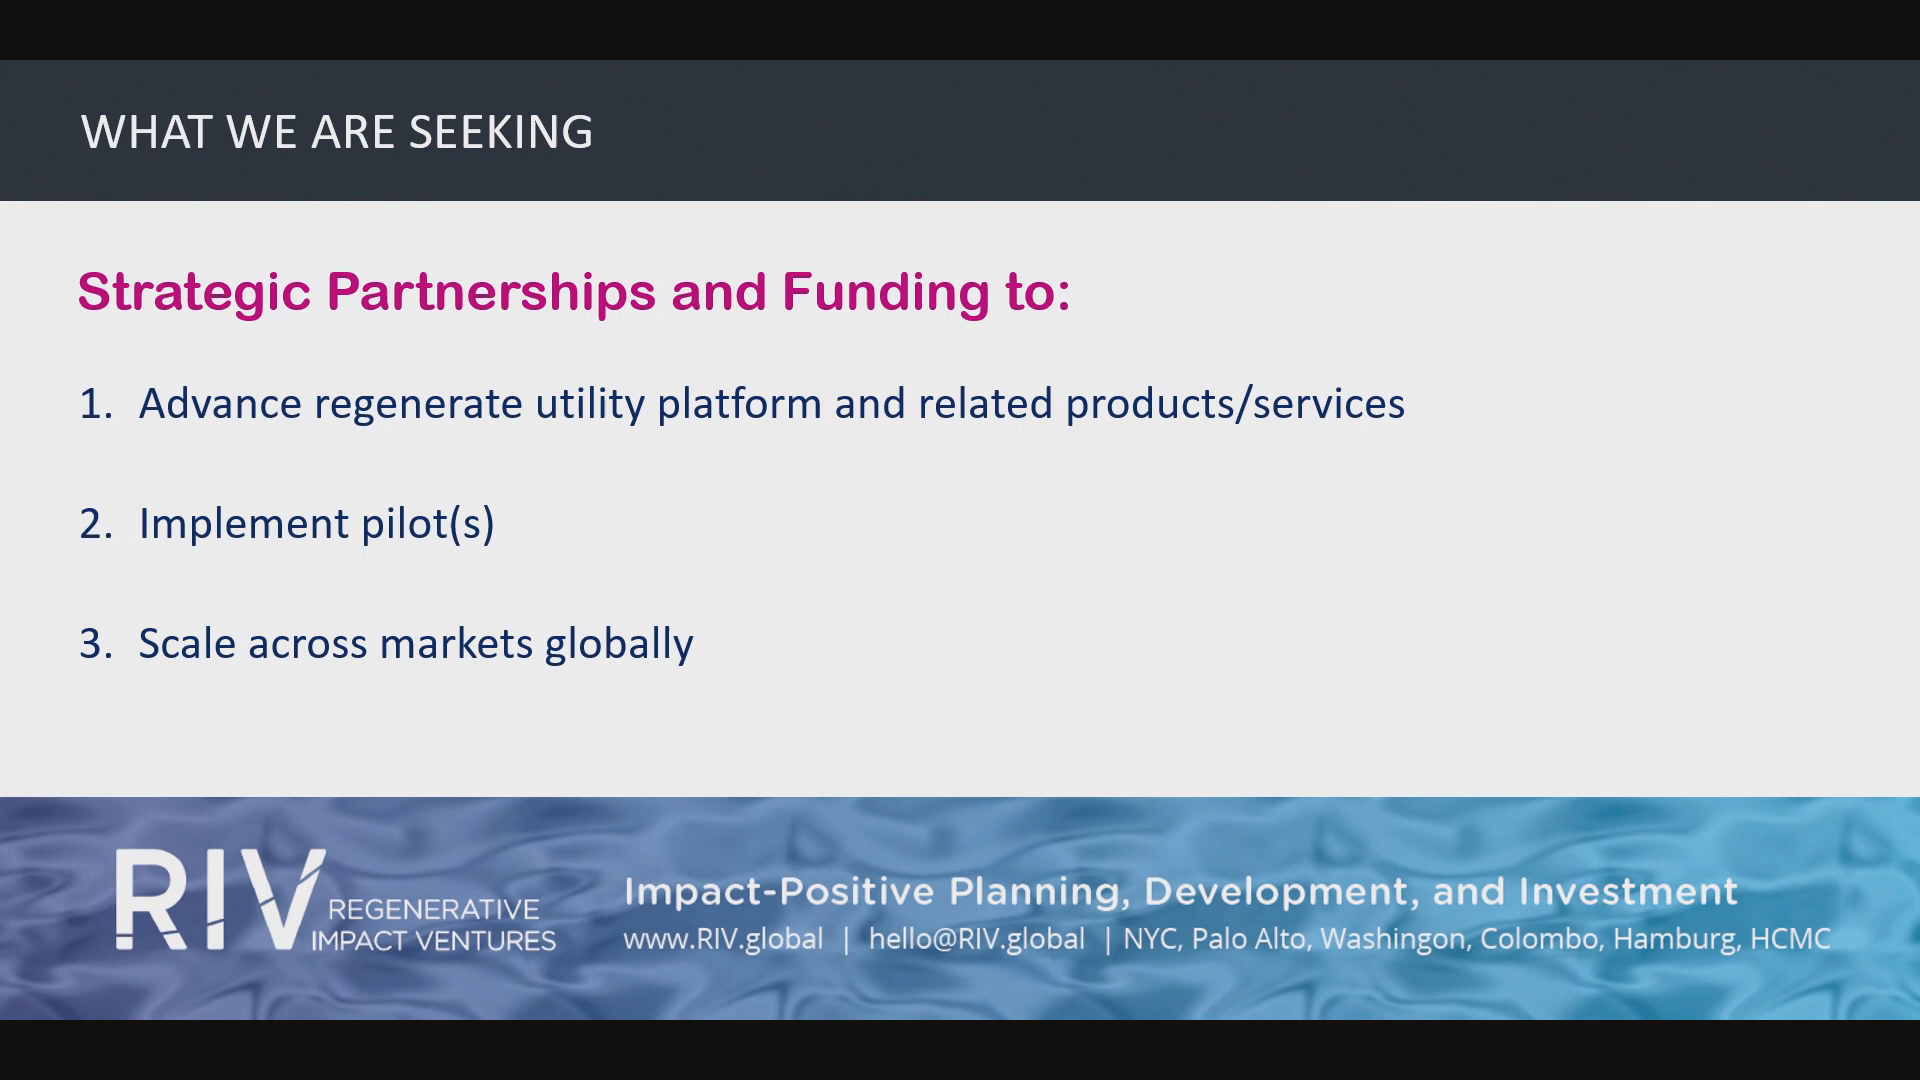 WHAT WE ARE SEEKING
Strategic Partnerships and Funding to:
1. Advance regenerate utility platform and related products/services
2. Implement pilot(s)
3. Scale across markets globally
RIV
REGENERATIVE
IMPACT VENTURES
Impact-Positive Planning, Development, and Investment
www.RIV.global | hello@RIV.global | NYC, Palo Alto, Washingon, Colombo, Hamburg, HCMC